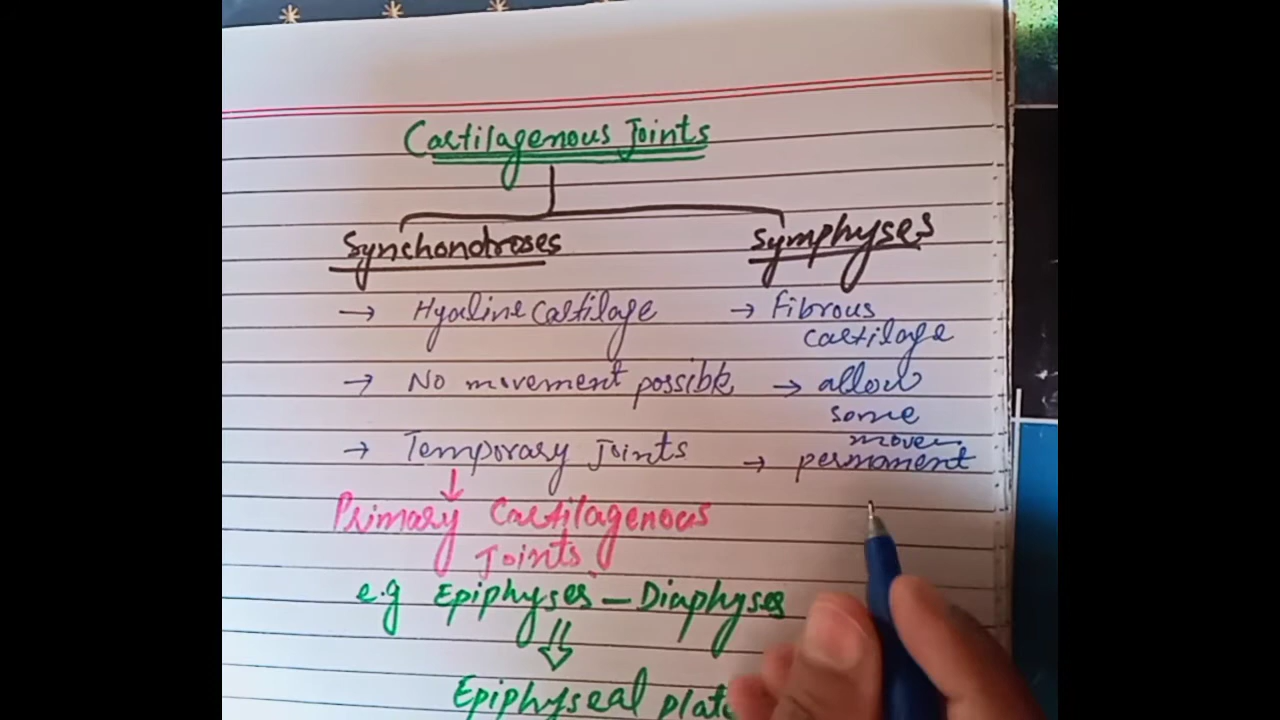 Cartilagenous Joints
Synchondroses
Symphyses
→ Hyaline Cartilage
→ Fibrous
cartilage
→ No movement possible
→ allow
some
movem
→ Temporary Joints
→ permanent
Primary Cartilagenous
Joints
e.g Epiphyses – Diaphyses
Epiphyseal plate